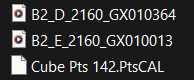 B2_D_2160_GX010364
B2_E_2160_GX010013
Cube Pts 142.PtsCAL